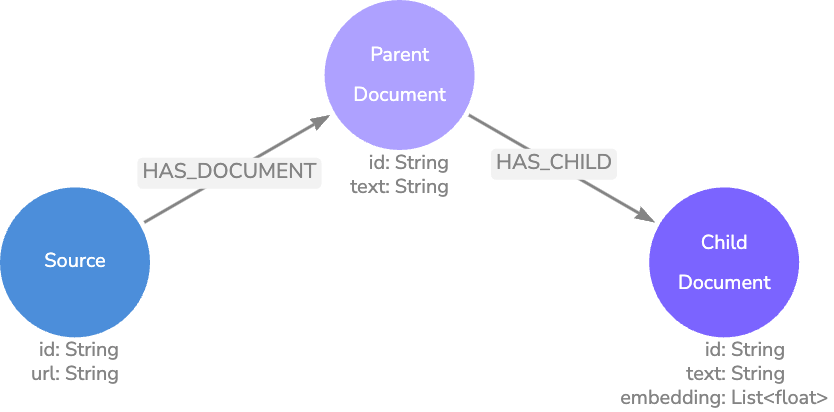 Parent
Document
id: String
text: String
HAS_DOCUMENT
HAS_CHILD
Source
id: String
url: String
Child
Document
id: String
text: String
embedding: List<float>